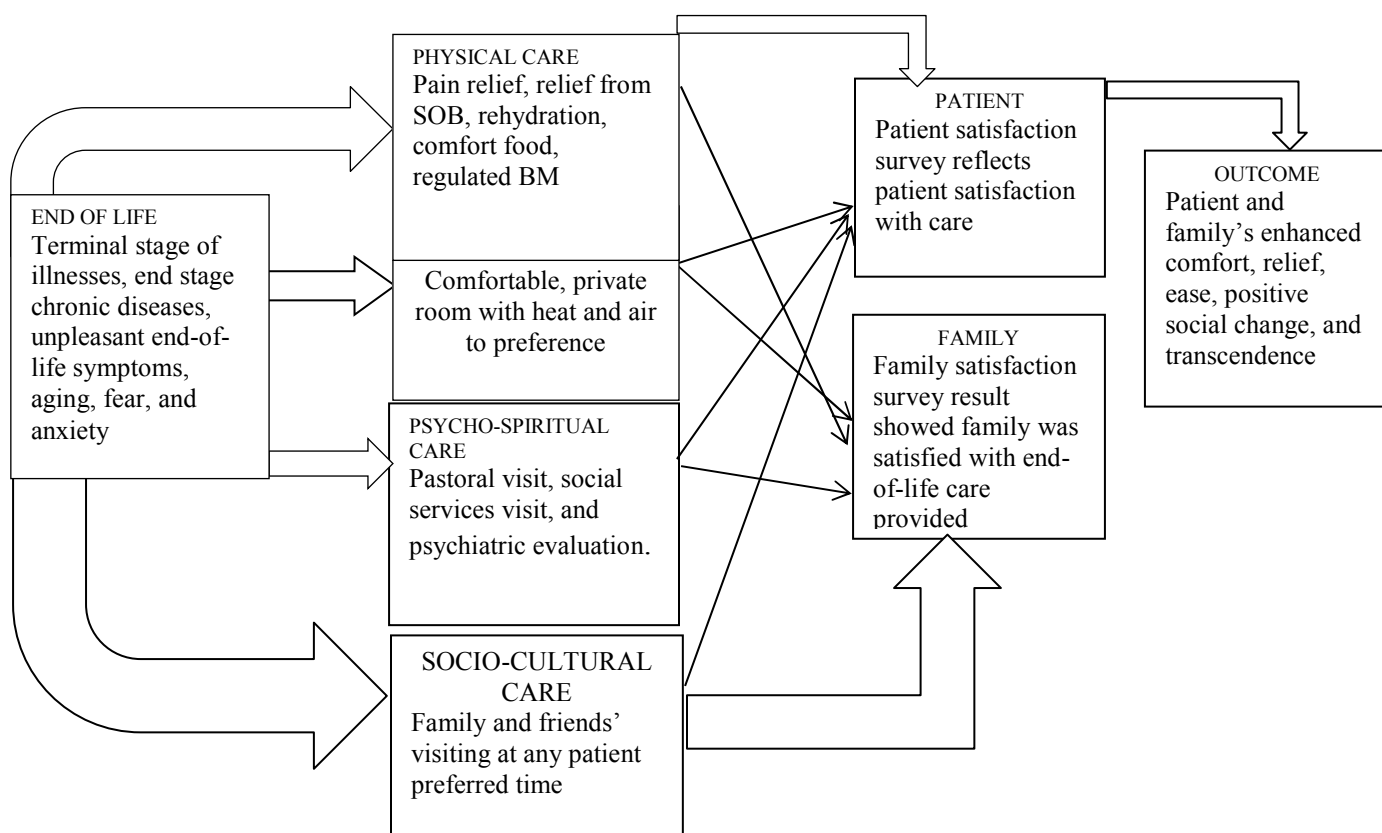 END OF LIFE
Terminal stage of
illnesses, end stage
chronic diseases,
unpleasant end-of-
life symptoms,
aging, fear, and
anxiety
PHYSICAL CARE
Pain relief, relief from
SOB, rehydration,
comfort food,
regulated BM
Comfortable, private
room with heat and air
to preference
PSYCHO-SPIRITUAL
CARE
Pastoral visit, social
services visit, and
psychiatric evaluation.
SOCIO-CULTURAL
CARE
Family and friends’
visiting at any patient
preferred time
PATIENT
Patient satisfaction
survey reflects
patient satisfaction
with care
FAMILY
Family satisfaction
survey result
showed family was
satisfied with end-
of-life care
provided
OUTCOME
Patient and
family’s enhanced
comfort, relief,
ease, positive
social change, and
transcendence